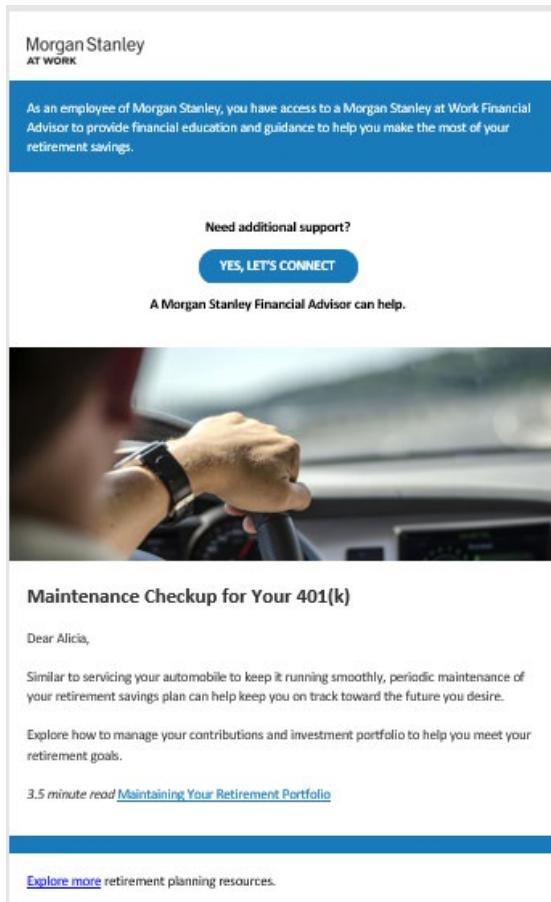 Morgan Stanley
AT WORK
As an employee of Morgan Stanley, you have access to a Morgan Stanley at Work Financial
Advisor to provide financial education and guidance to help you make the most of your
retirement savings.
Need additional support?
YES, LET'S CONNECT
A Morgan Stanley Financial Advisor can help.
Maintenance Checkup for Your 401(k)
Dear Alicia,
Similar to servicing your automobile to keep it running smoothly, periodic maintenance of
your retirement savings plan can help keep you on track toward the future you desire.
Explore how to manage your contributions and investment portfolio to help you meet your
retirement goals.
3.5 minute read Maintaining Your Retirement Portfolio
Explore more retirement planning resources.